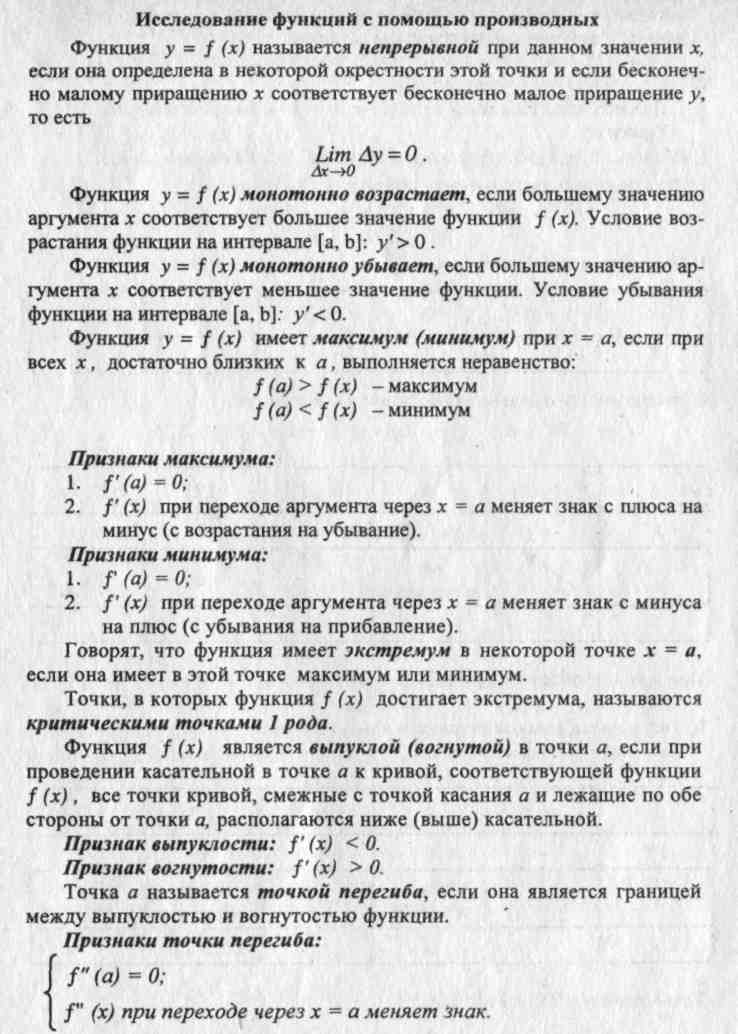 Исследование функций с помощью производных
Функция y = f (x) называется непрерывной при данном значении x,
если она определена в некоторой окрестности этой точки и если бесконеч-
но малому приращению x соответствует бесконечно малое приращение y,
то есть
Lim Δy = 0 .
Δx→0
Функция y = f (x) монотонно возрастает, если большему значению
аргумента x соответствует большее значение функции f (x). Условие воз-
растания функции на интервале [a, b]: y' > 0 .
Функция y = f (x) монотонно убывает, если большему значению ар-
гумента x соответствует меньшее значение функции. Условие убывания
функции на интервале [a, b]: y' < 0.
Функция y = f (x) имеет максимум (минимум) при x = a, если при
всех x , достаточно близких к a , выполняется неравенство:
f (a) > f (x) – максимум
f (a) < f (x) – минимум
Признаки максимума:
1. f' (a) = 0;
2. f' (x) при переходе аргумента через x = a меняет знак с плюса на
минус (с возрастания на убывание).
Признаки минимума:
1. f' (a) = 0;
2. f' (x) при переходе аргумента через x = a меняет знак с минуса
на плюс (с убывания на прибавление).
Говорят, что функция имеет экстремум в некоторой точке x = a,
если она имеет в этой точке максимум или минимум.
Точки, в которых функция f (x) достигает экстремума, называются
критическими точками 1 рода.
Функция f (x) является выпуклой (вогнутой) в точки a, если при
проведении касательной в точке a к кривой, соответствующей функции
f (x) , все точки кривой, смежные с точкой касания a и лежащие по обе
стороны от точки a, располагаются ниже (выше) касательной.
Признак выпуклости: f' (x) < 0.
Признак вогнутости: f' (x) > 0.
Точка a называется точкой перегиба, если она является границей
между выпуклостью и вогнутостью функции.
Признаки точки перегиба:
f" (a) = 0;
f" (x) при переходе через x = a меняет знак.